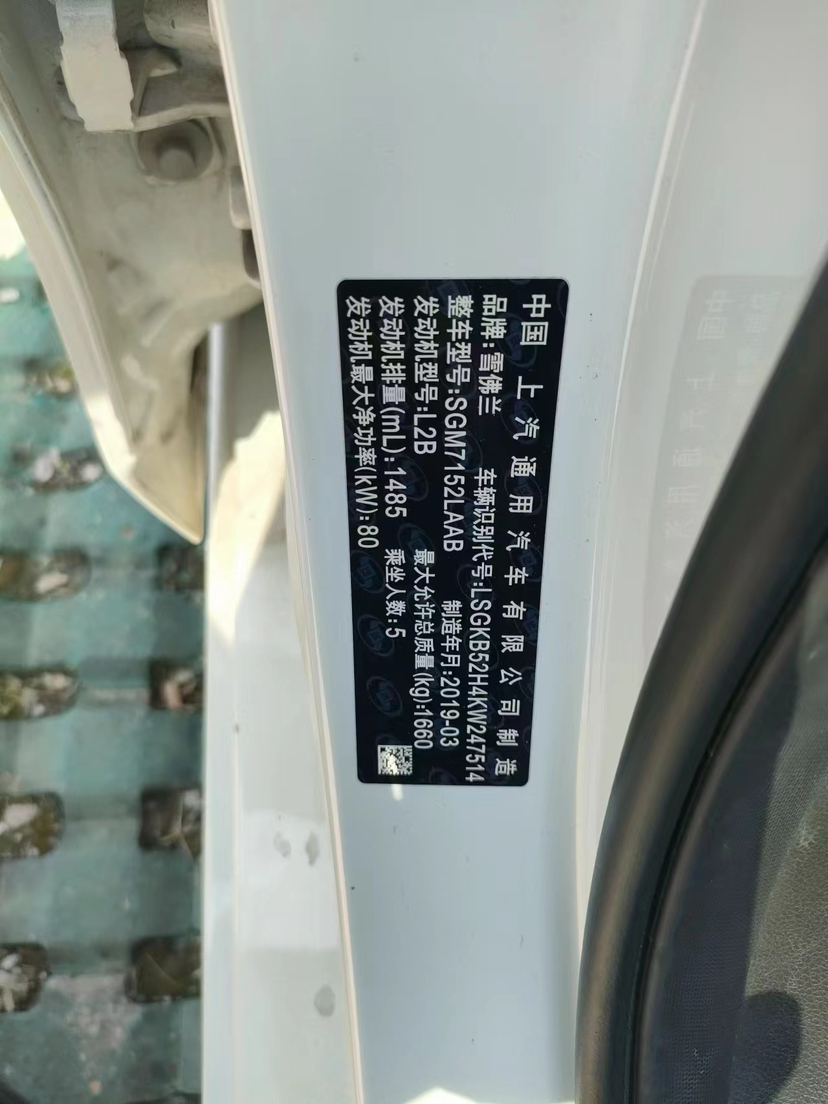 中国 上汽通用汽车有限公司制造
品牌:雪佛兰 车辆识别代号:LSGKB52H4KW247514
整车型号:SGM7152LAAB 制造年月:2019-03
发动机型号:L2B 最大允许总质量(kg):1660
发动机排量(mL):1485 乘坐人数:5
发动机最大净功率(kW):80